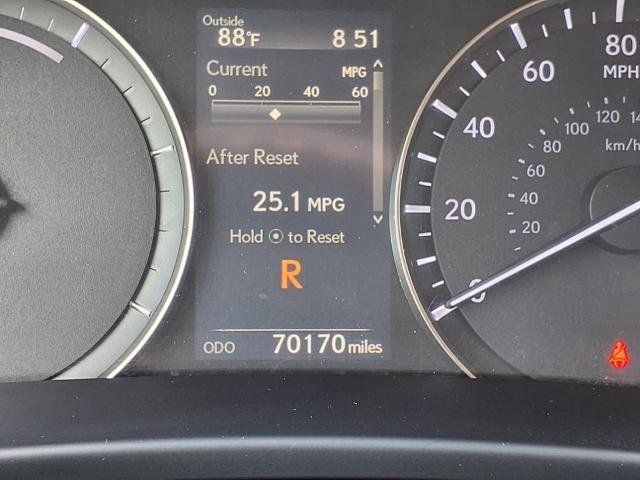 Outside
88°F 8 51
Current MPG
0 20 40 60
After Reset
25.1 MPG
Hold ⦿ to Reset
R
ODO 70170 miles
80
MPH
60
40
20
0
120
100
80
60
40
20
km/h